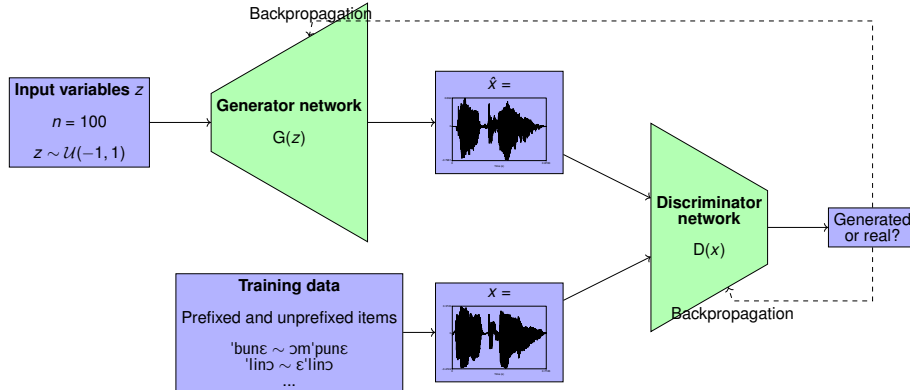 Backpropagation
Input variables z
n = 100
z ∼ 𝒰(−1, 1)
Generator network
G(z)
x̂ =
Discriminator
network
D(x)
Generated
or real?
Training data
Prefixed and unprefixed items
ˈbunɛ ∼ ɔmˈpunɛ
ˈlinɔ ∼ ɛˈlinɔ
...
x =
Backpropagation